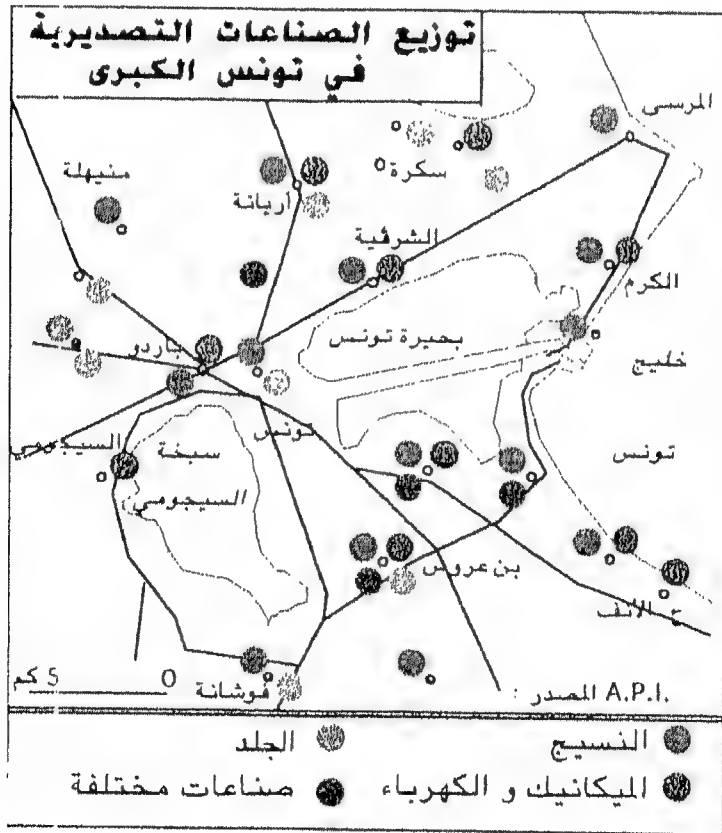 توزيع الصناعات التصديرية
في تونس الكبرى
المرسى
سكرة
منيهلة
أريانة
الشرقية
الكرم
بحيرة تونس
باردو
خليج
تونس
تونس
السيجومي
سبخة
السيجومي
بن عروس
ح الأنف
فوشانة
5 كم 0
A.P.I. المصدر :
النسيج
الجلد
الميكانيك و الكهرباء
صناعات مختلفة